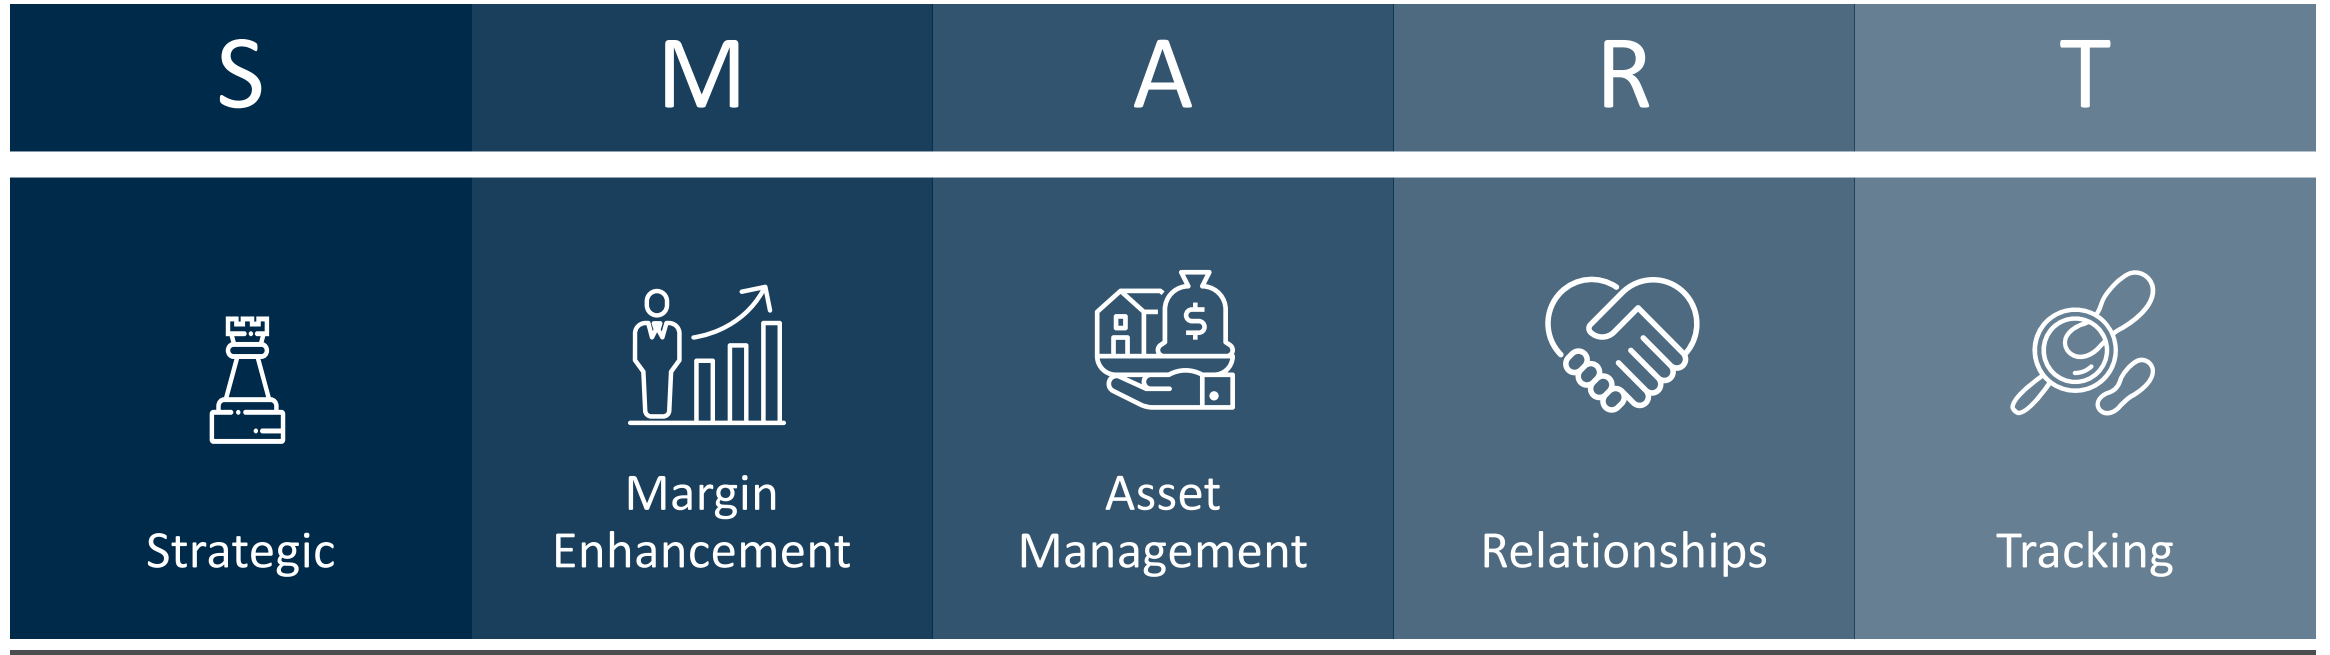 S
M
A
R
T
$
Strategic
Margin
Enhancement
Asset
Management
Relationships
Tracking